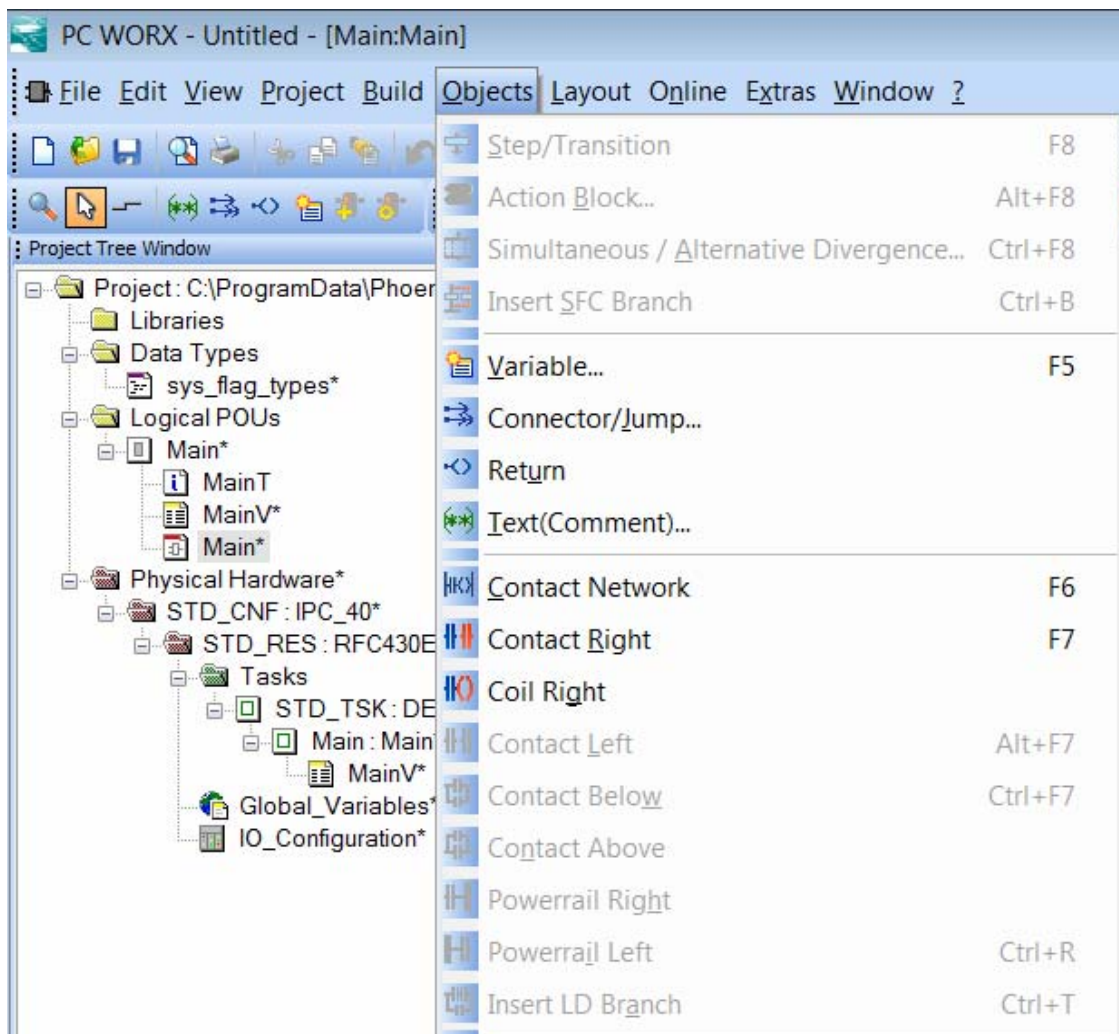 PC WORX - Untitled - [Main:Main]
File Edit View Project Build Objects Layout Online Extras Window ?
Project Tree Window
Project : C:\ProgramData\Phoer
Libraries
Data Types
sys_flag_types*
Logical POUs
Main*
MainT
MainV*
Main*
Physical Hardware*
STD_CNF : IPC_40*
STD_RES : RFC430E
Tasks
STD_TSK : DE
Main : Main
MainV*
Global_Variables*
IO_Configuration*
Step/Transition F8
Action Block... Alt+F8
Simultaneous / Alternative Divergence... Ctrl+F8
Insert SFC Branch Ctrl+B
Variable... F5
Connector/Jump...
Return
Text(Comment)...
Contact Network F6
Contact Right F7
Coil Right
Contact Left Alt+F7
Contact Below Ctrl+F7
Contact Above
Powerrail Right
Powerrail Left Ctrl+R
Insert LD Branch Ctrl+T